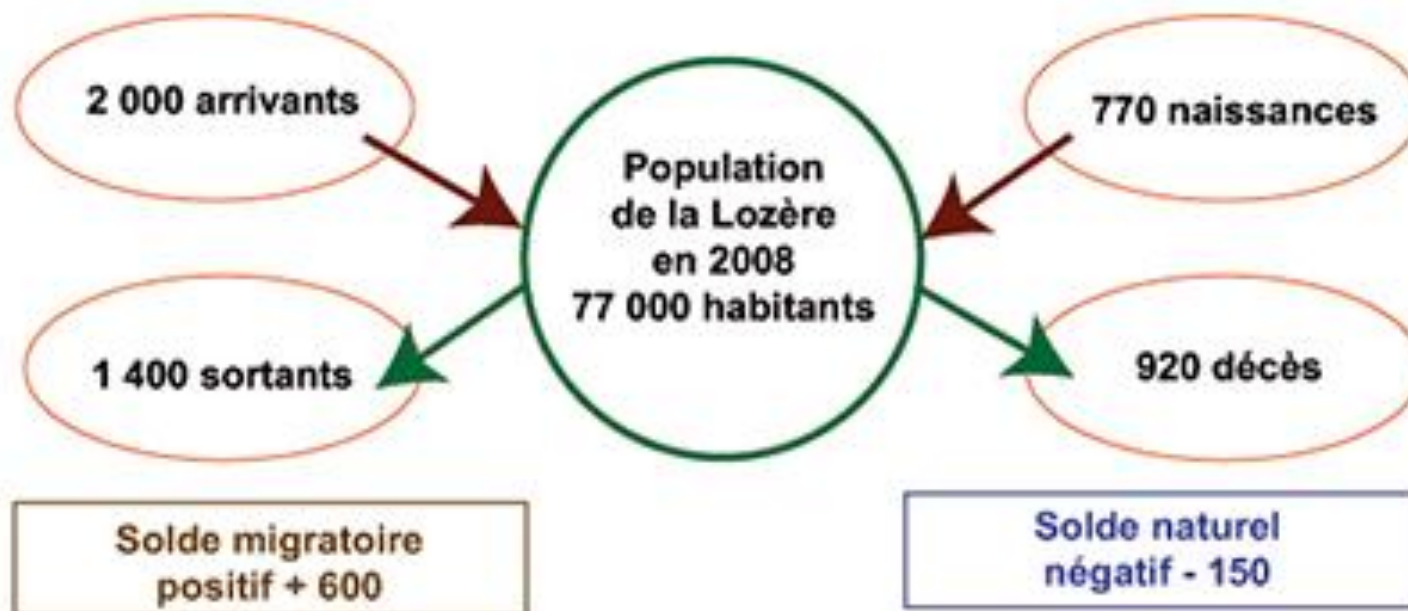 2 000 arrivants
770 naissances
Population
de la Lozère
en 2008
77 000 habitants
1 400 sortants
920 décès
Solde migratoire
positif + 600
Solde naturel
négatif - 150